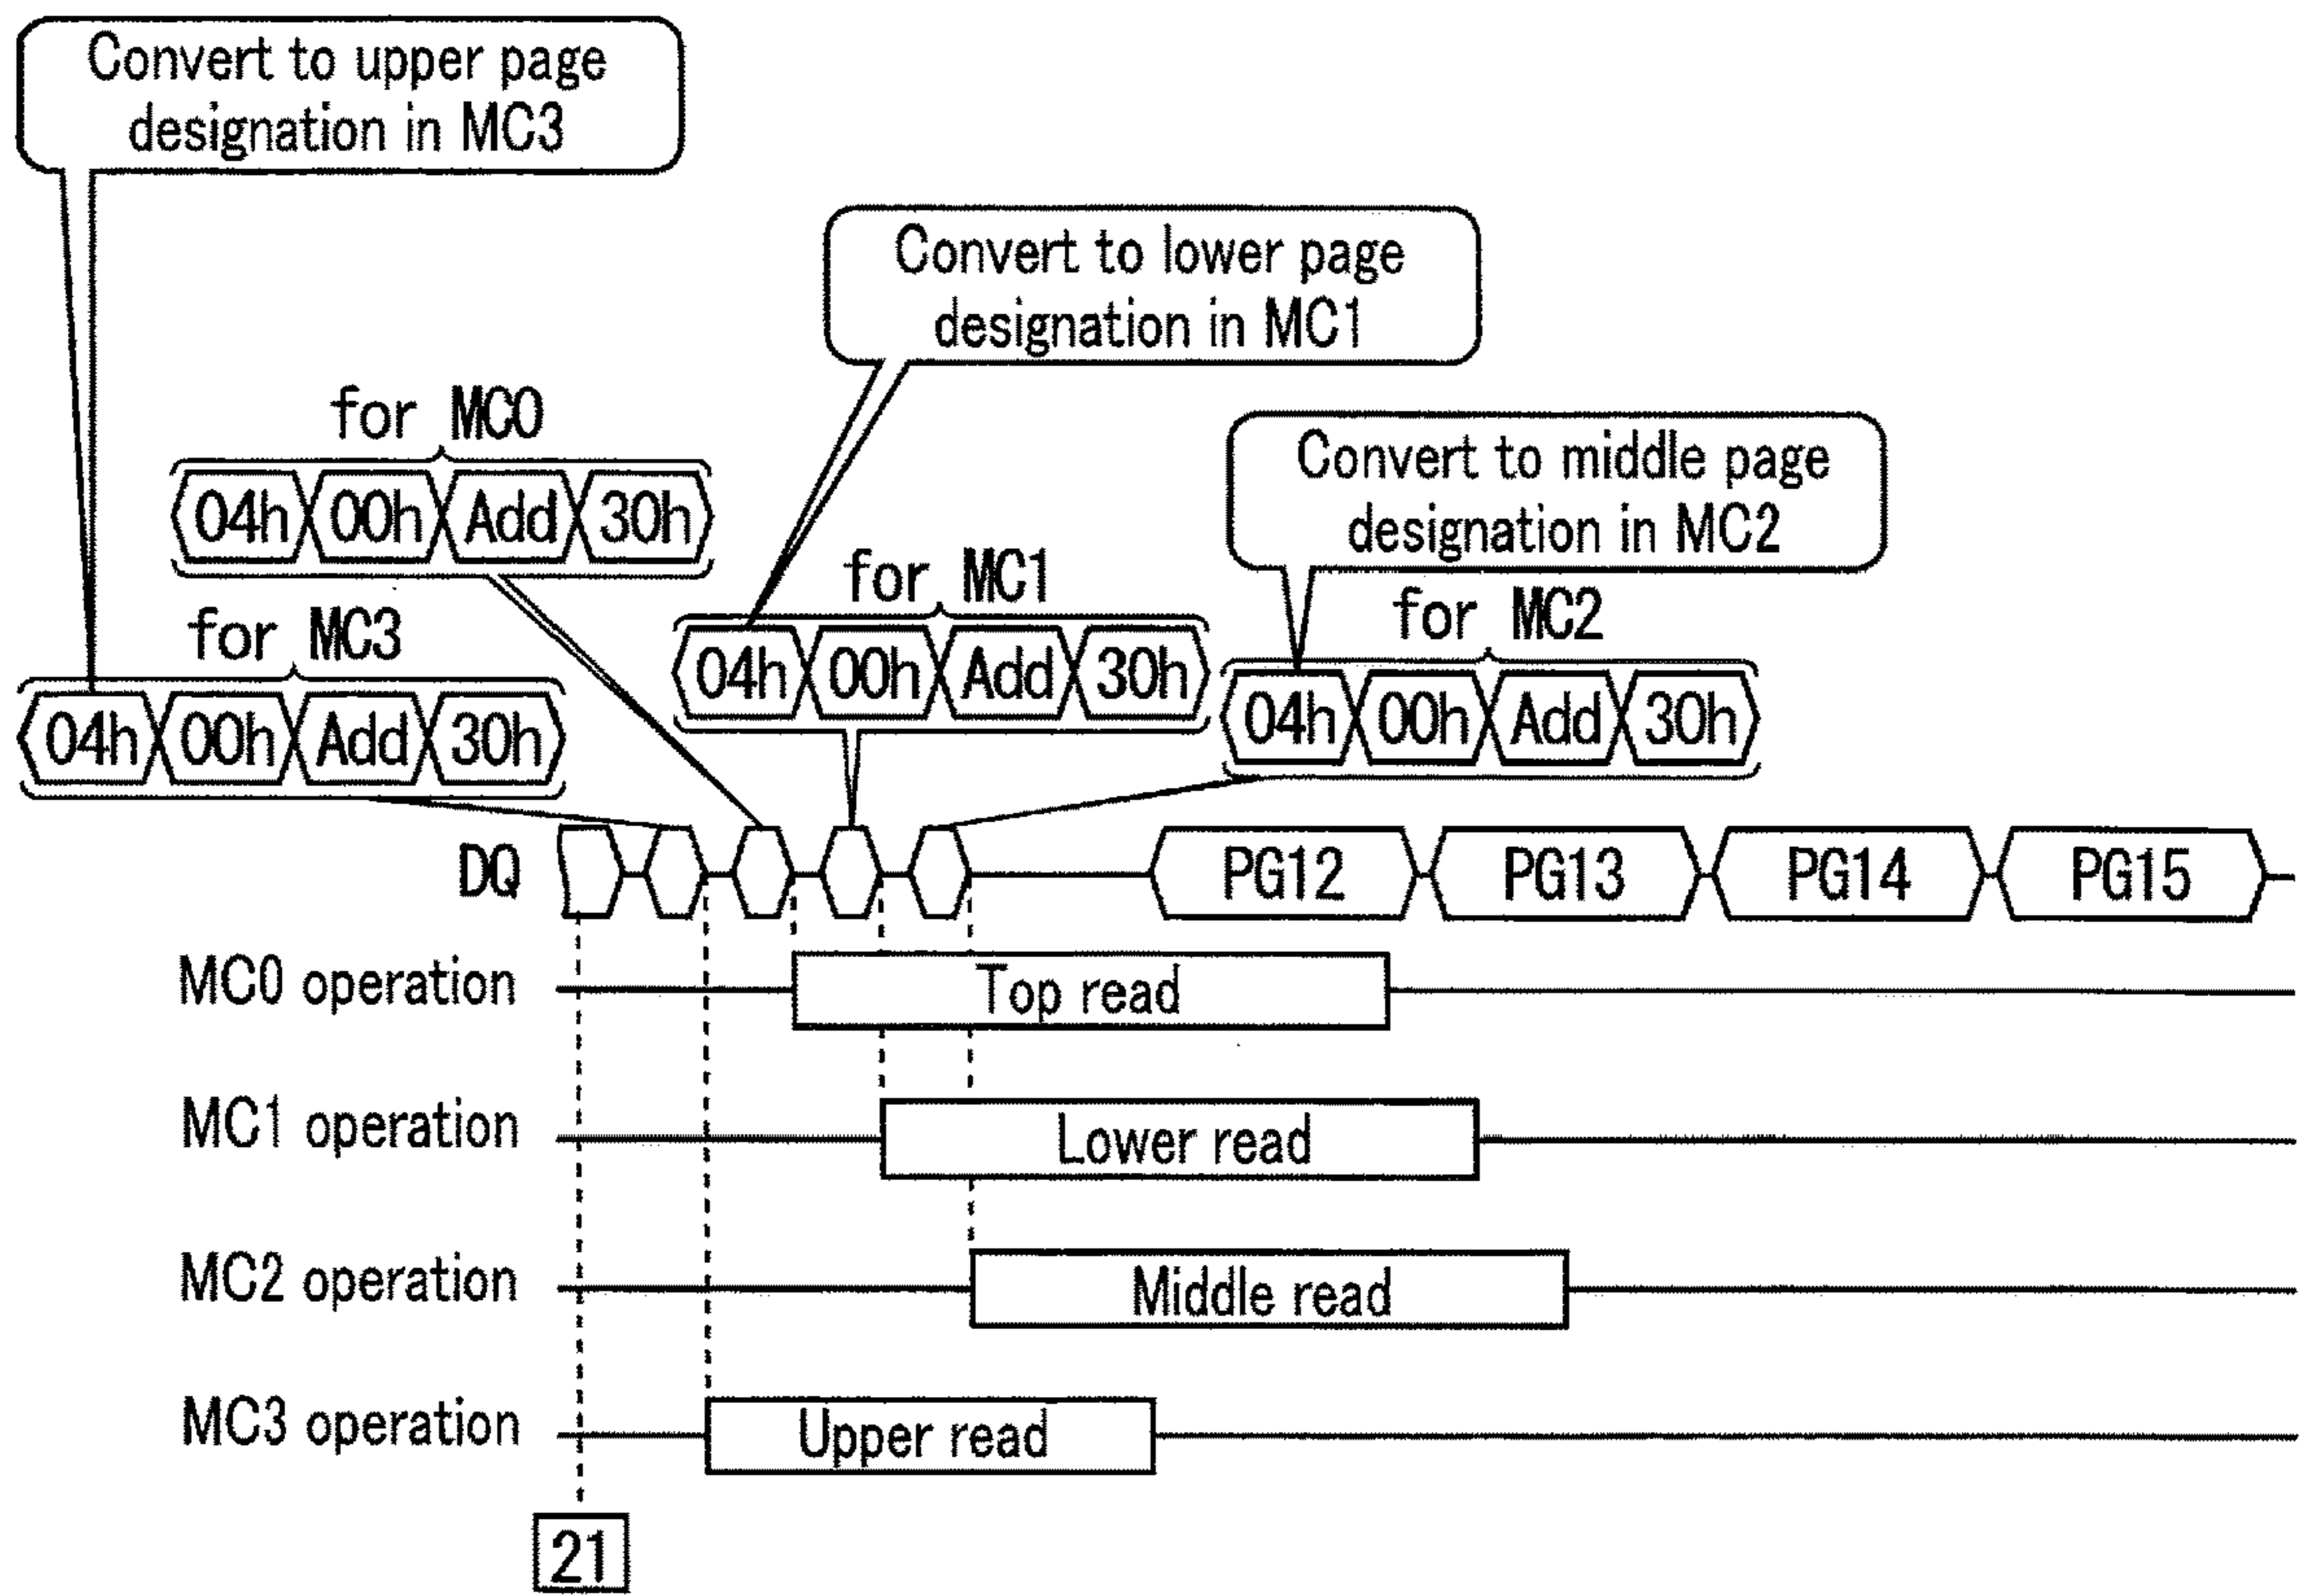 Convert to upper page
designation in MC3
Convert to lower page
designation in MC1
for MC0
04h 00h Add 30h
Convert to middle page
designation in MC2
for MC1
04h 00h Add 30h
for MC2
04h 00h Add 30h
for MC3
04h 00h Add 30h
DQ PG12 PG13 PG14 PG15
MC0 operation Top read
MC1 operation Lower read
MC2 operation Middle read
MC3 operation Upper read
21